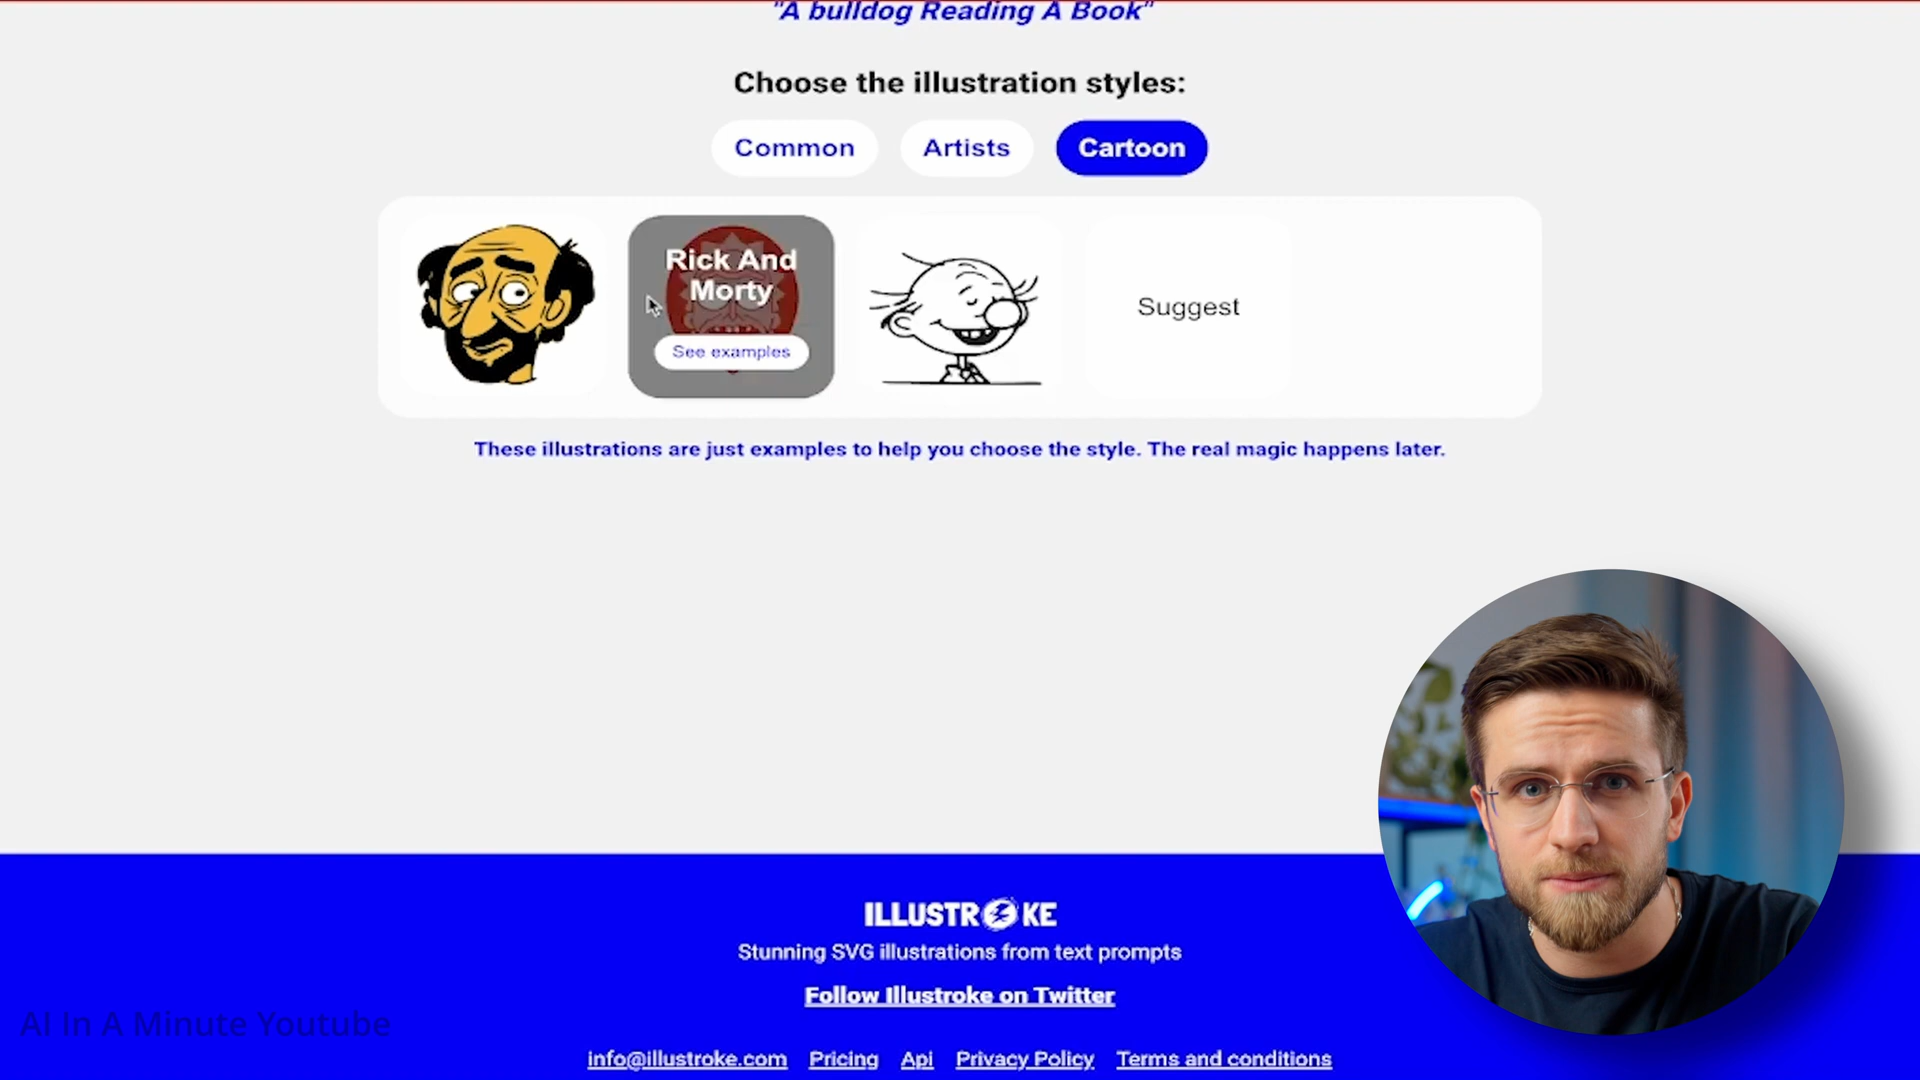 "A bulldog Reading A Book"
Choose the illustration styles:
Common Artists Cartoon
Rick And
Morty
See examples
Suggest
These illustrations are just examples to help you choose the style. The real magic happens later.
ILLUSTROKE
Stunning SVG illustrations from text prompts
Follow Illustroke on Twitter
AI In A Minute Youtube
info@illustroke.com Pricing Api Privacy Policy Terms and conditions